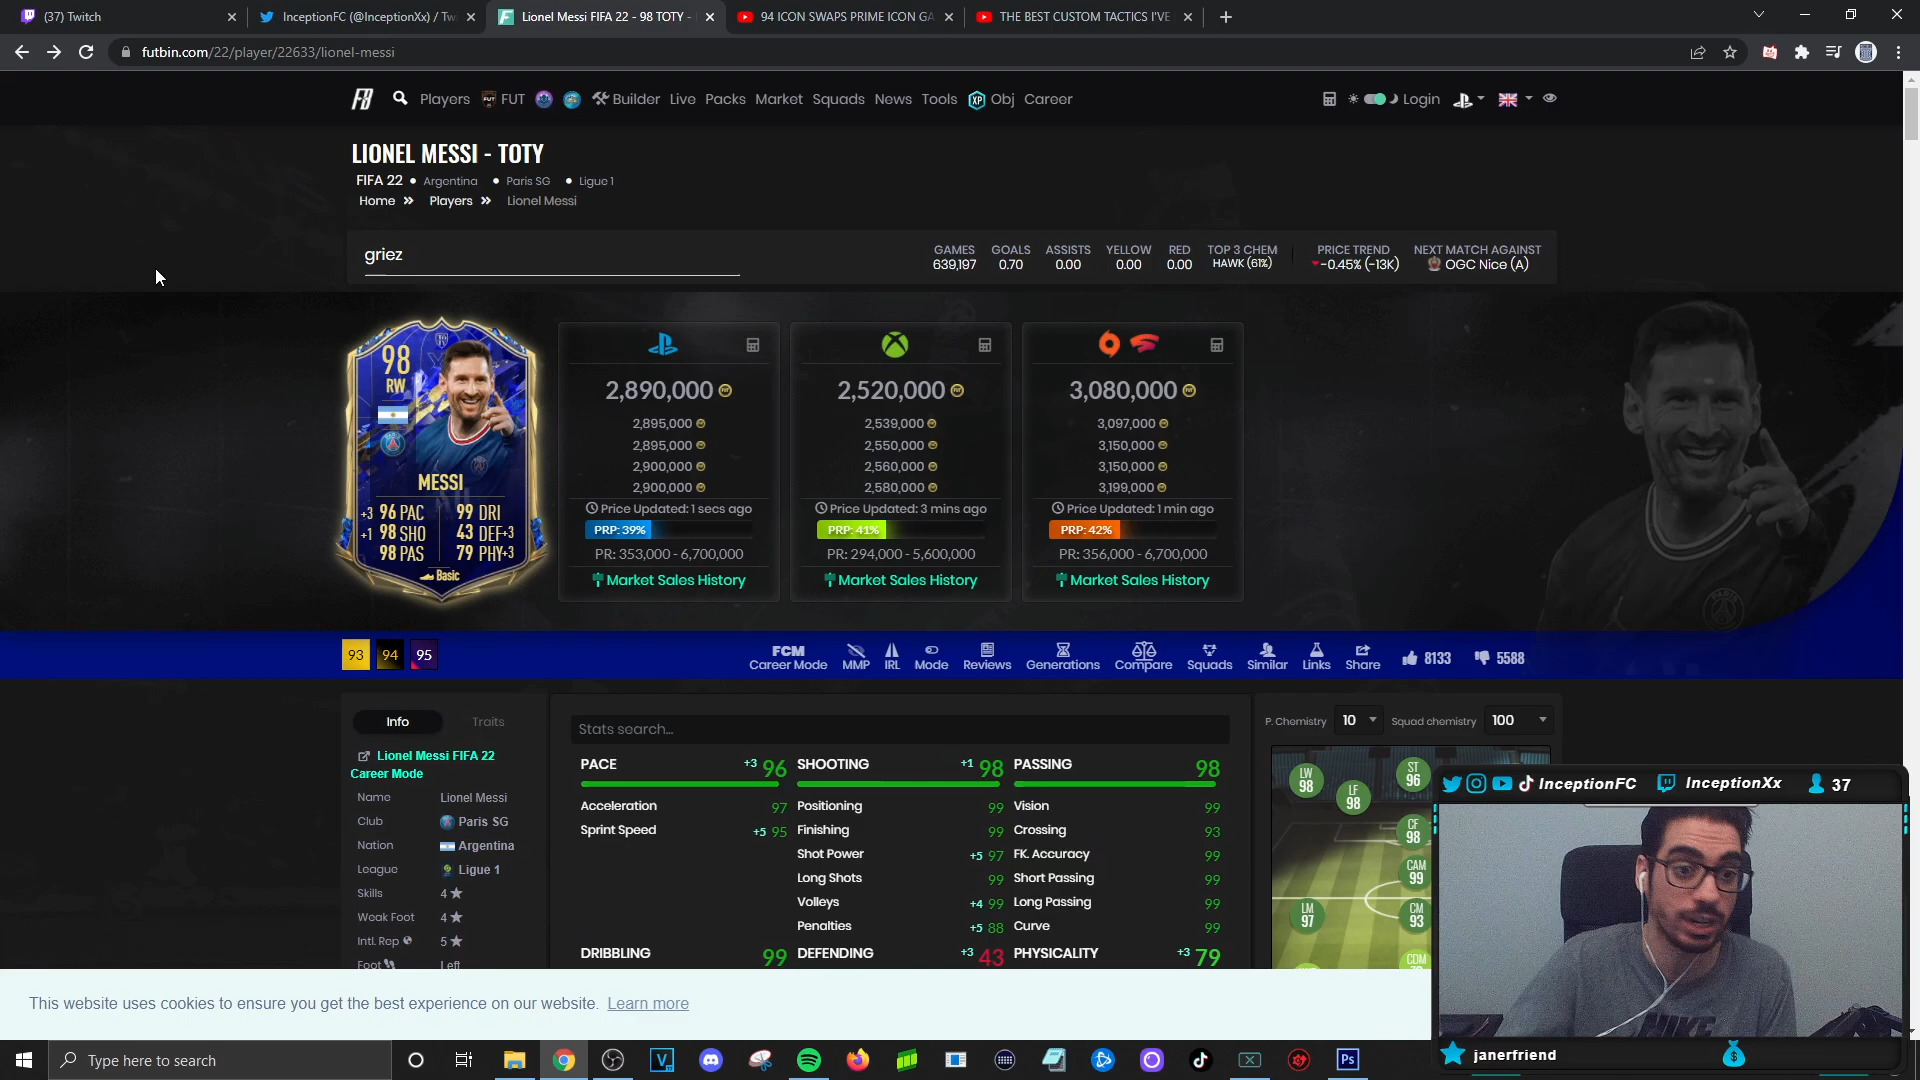 (37) Twitch
InceptionFC (@InceptionXx) / Tw
Lionel Messi FIFA 22 - 98 TOTY -
94 ICON SWAPS PRIME ICON GA
THE BEST CUSTOM TACTICS I'VE
futbin.com/22/player/22633/lionel-messi
Players FUT Builder Live Packs Market Squads News Tools XP Obj Career Login
LIONEL MESSI - TOTY
FIFA 22 • Argentina • Paris SG • Ligue 1
Home » Players » Lionel Messi
griez
GAMES GOALS ASSISTS YELLOW RED TOP 3 CHEM PRICE TREND NEXT MATCH AGAINST
639,197 0.70 0.00 0.00 0.00 HAWK (61%) -0.45% (-13K) OGC Nice (A)
98
RW
MESSI
+3 96 PAC 99 DRI
+1 98 SHO 43 DEF+3
98 PAS 79 PHY+3
Basic
2,890,000
2,895,000
2,895,000
2,900,000
2,900,000
Price Updated: 1 secs ago
PRP: 39%
PR: 353,000 - 6,700,000
Market Sales History
2,520,000
2,539,000
2,550,000
2,560,000
2,580,000
Price Updated: 3 mins ago
PRP: 41%
PR: 294,000 - 5,600,000
Market Sales History
3,080,000
3,097,000
3,150,000
3,150,000
3,199,000
Price Updated: 1 min ago
PRP: 42%
PR: 356,000 - 6,700,000
Market Sales History
93 94 95
FCM
Career Mode MMP IRL Mode Reviews Generations Compare Squads Similar Links Share 8133 5588
Info Traits
Lionel Messi FIFA 22
Career Mode
Name Lionel Messi
Club Paris SG
Nation Argentina
League Ligue 1
Skills 4
Weak Foot 4
Intl. Rep 5
Foot Left
Stats search...
PACE +3 96
Acceleration 97
Sprint Speed +5 95
SHOOTING +1 98
Positioning 99
Finishing 99
Shot Power +5 97
Long Shots 99
Volleys +4 99
Penalties +5 88
PASSING 98
Vision 99
Crossing 93
FK. Accuracy 99
Short Passing 99
Long Passing 99
Curve 99
DRIBBLING 99 DEFENDING +3 43 PHYSICALITY +3 79
P. Chemistry 10 Squad chemistry 100
LW
98
LF
98
ST
96
CF
98
CAM
99
LM
97
CM
93
CDM
InceptionFC InceptionXx 37
NIKE
janerfriend
This website uses cookies to ensure you get the best experience on our website. Learn more
Type here to search
V
Ps